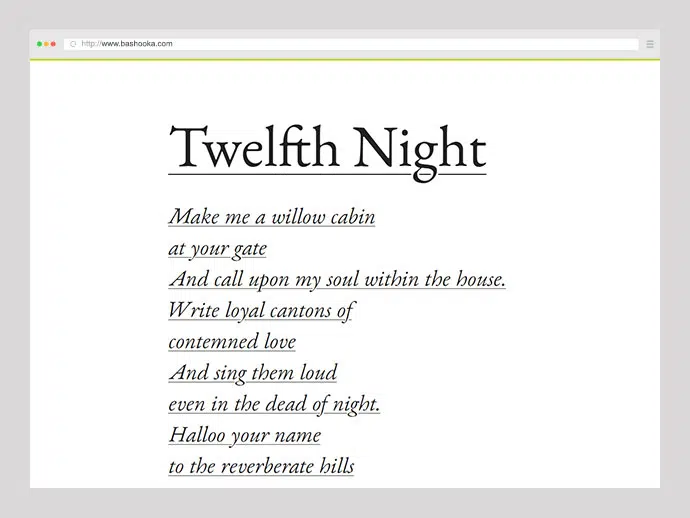 http://www.bashooka.com
Twelfth Night
Make me a willow cabin
at your gate
And call upon my soul within the house.
Write loyal cantons of
contemned love
And sing them loud
even in the dead of night.
Halloo your name
to the reverberate hills